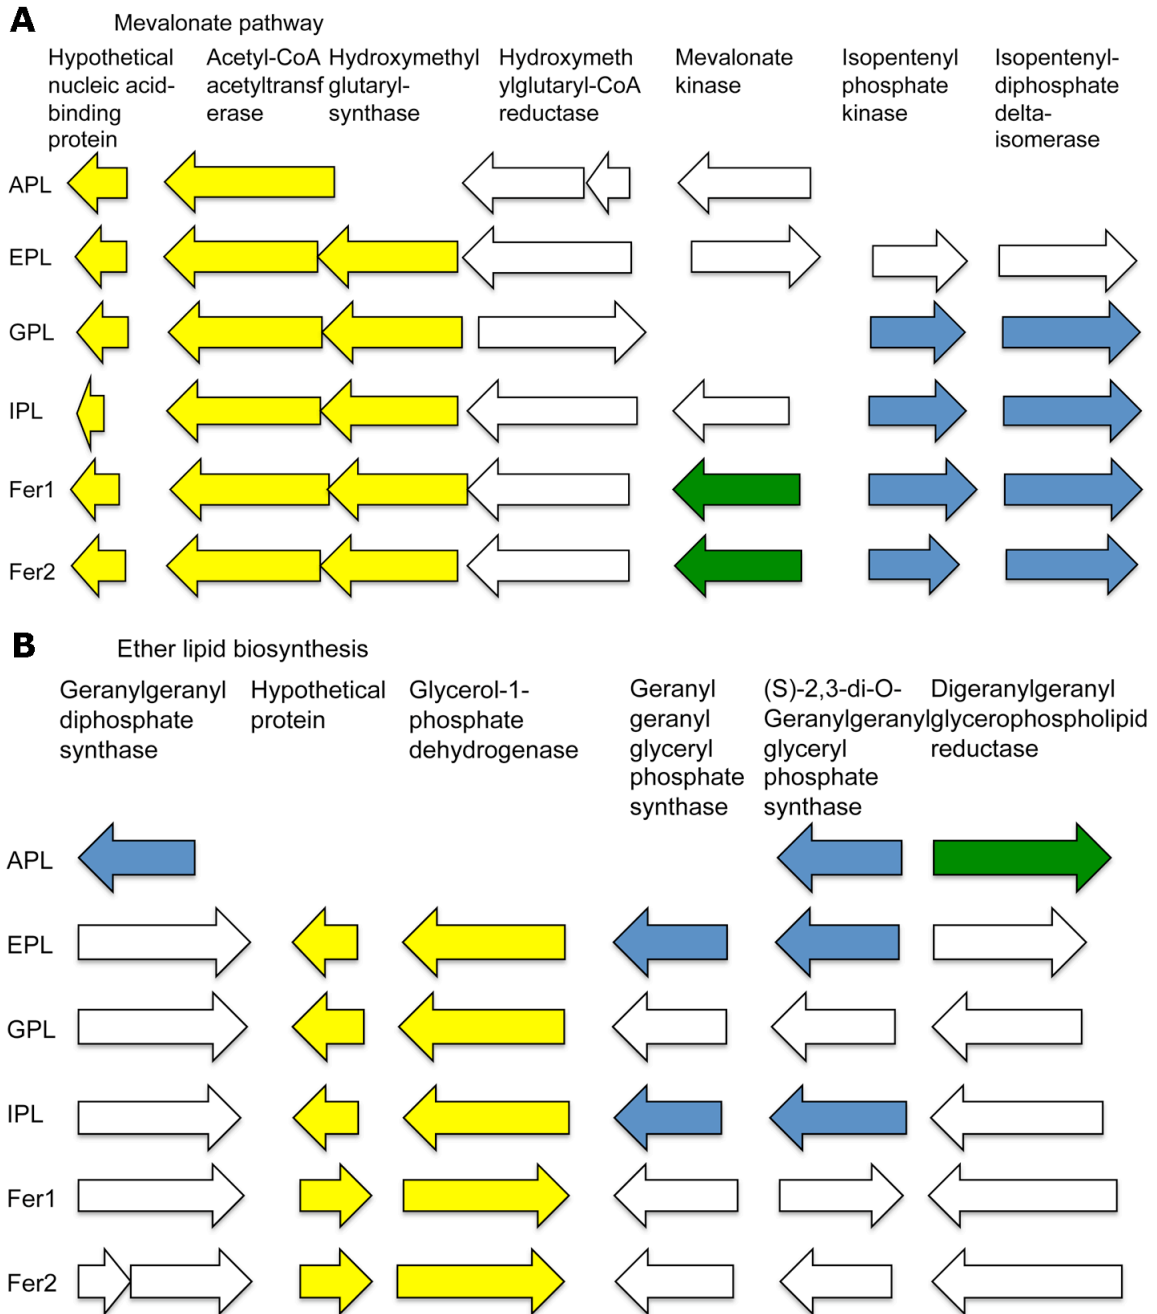 A
Mevalonate pathway
Hypothetical
nucleic acid-
binding
protein
Acetyl-CoA
acetyltransf
erase
Hydroxymethyl
glutaryl-
synthase
Hydroxymeth
ylglutaryl-CoA
reductase
Mevalonate
kinase
Isopentenyl
phosphate
kinase
Isopentenyl-
diphosphate
delta-
isomerase
APL
EPL
GPL
IPL
Fer1
Fer2
B
Ether lipid biosynthesis
Geranylgeranyl
diphosphate
synthase
Hypothetical
protein
Glycerol-1-
phosphate
dehydrogenase
Geranyl
geranyl
glyceryl
phosphate
synthase
(S)-2,3-di-O-
Geranylgeranyl
glyceryl
phosphate
synthase
Digeranylgeranyl
glycerophospholipid
reductase
APL
EPL
GPL
IPL
Fer1
Fer2